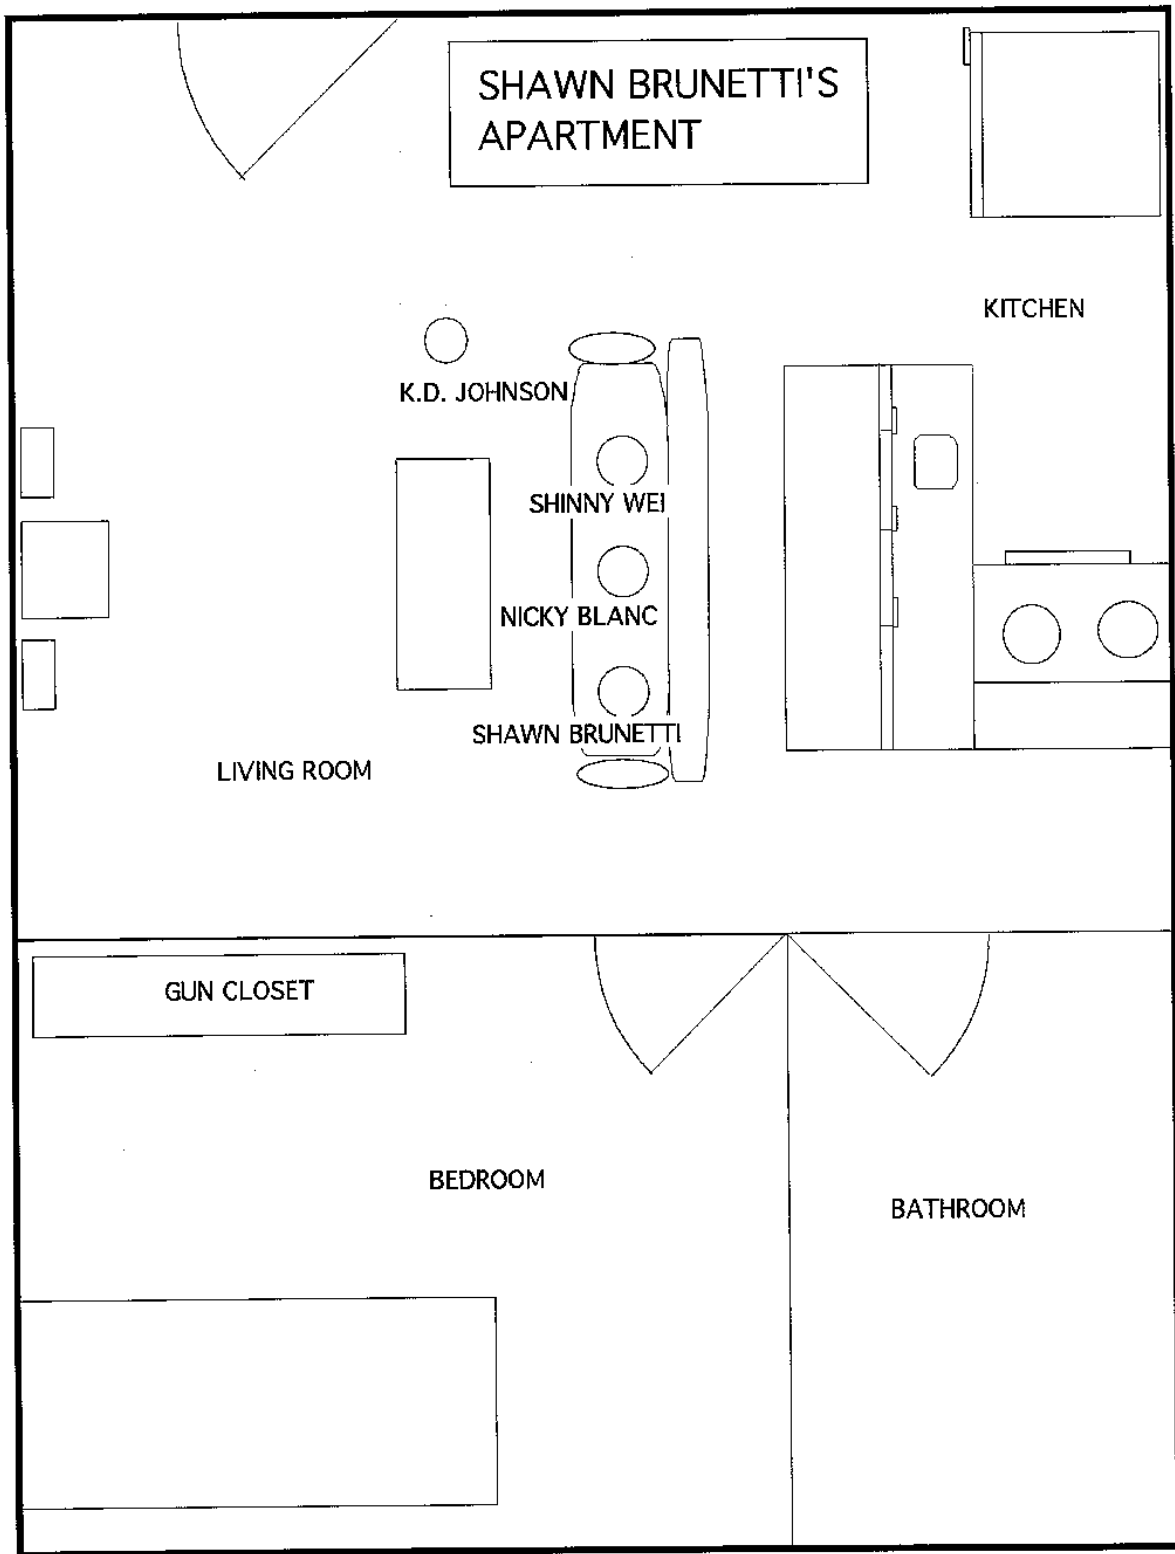 SHAWN BRUNETTI'S
APARTMENT
KITCHEN
K.D. JOHNSON
SHINNY WEI
NICKY BLANC
SHAWN BRUNETTI
LIVING ROOM
GUN CLOSET
BEDROOM
BATHROOM